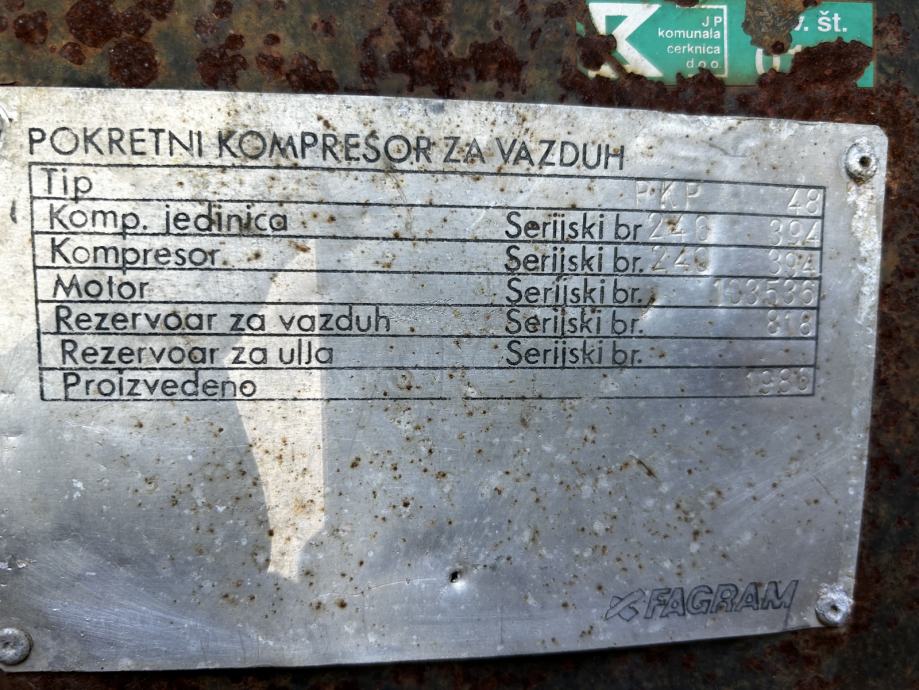 JP
komunala
cerknica
d o o
št.
POKRETNI KOMPRESOR ZA VAZDUH
Tip PKP 48
Komp. jedinica Serijski br 240 394
Kompresor Serijski br. 240 394
Motor Serijski br. 103536
Rezervoar za vazduh Serijski br. 818
Rezervoar za ulja Serijski br.
Proizvedeno 1986
FAGRAM